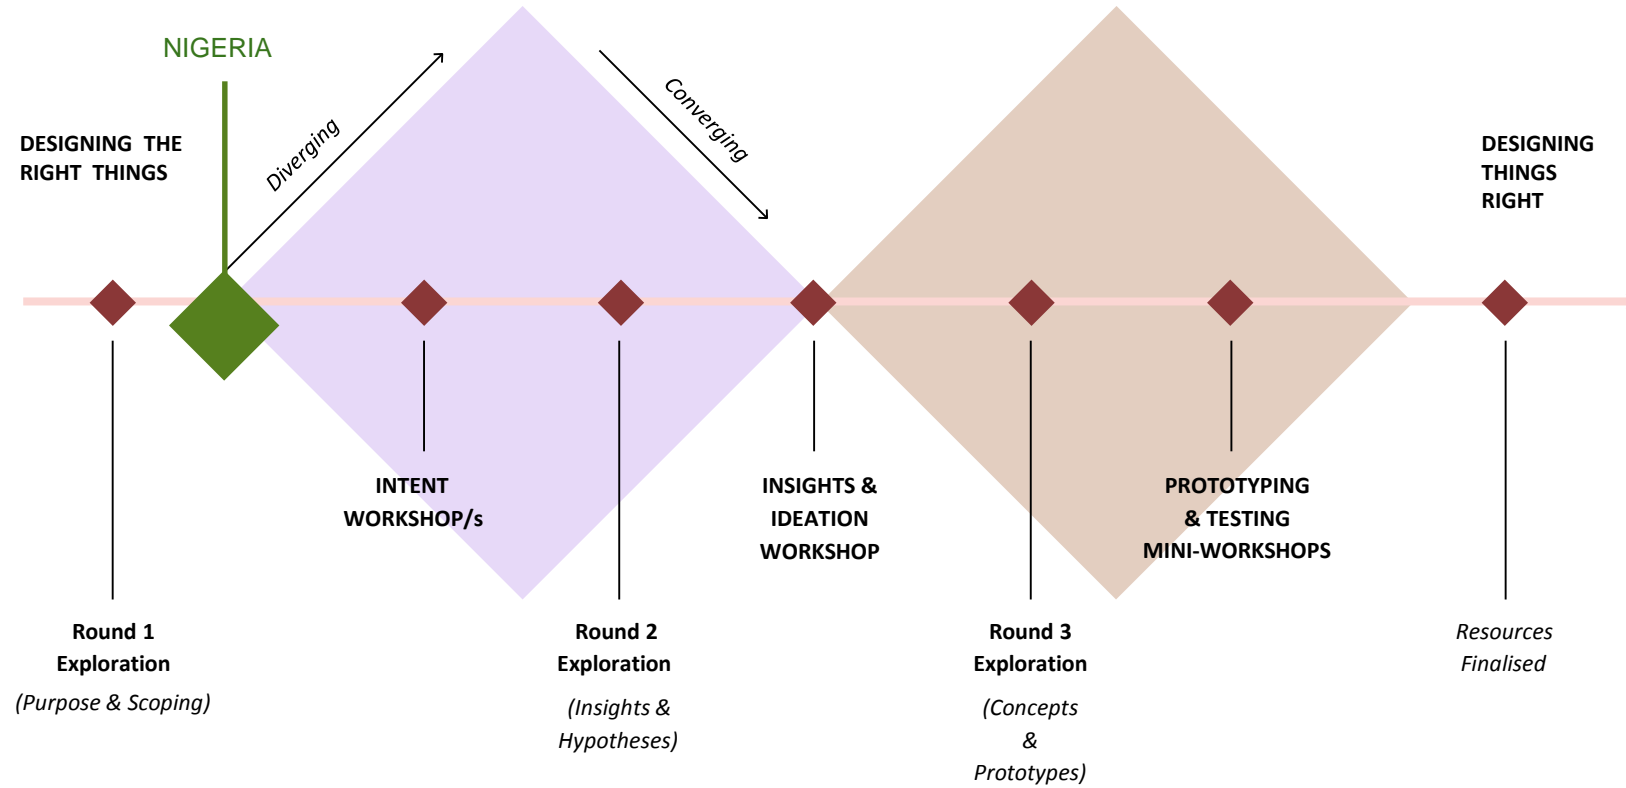 NIGERIA
DESIGNING THE
RIGHT THINGS
Diverging
Converging
DESIGNING
THINGS
RIGHT
INTENT
WORKSHOP/s
INSIGHTS &
IDEATION
WORKSHOP
PROTOTYPING
& TESTING
MINI-WORKSHOPS
Round 1
Exploration
(Purpose & Scoping)
Round 2
Exploration
(Insights &
Hypotheses)
Round 3
Exploration
(Concepts
&
Prototypes)
Resources
Finalised